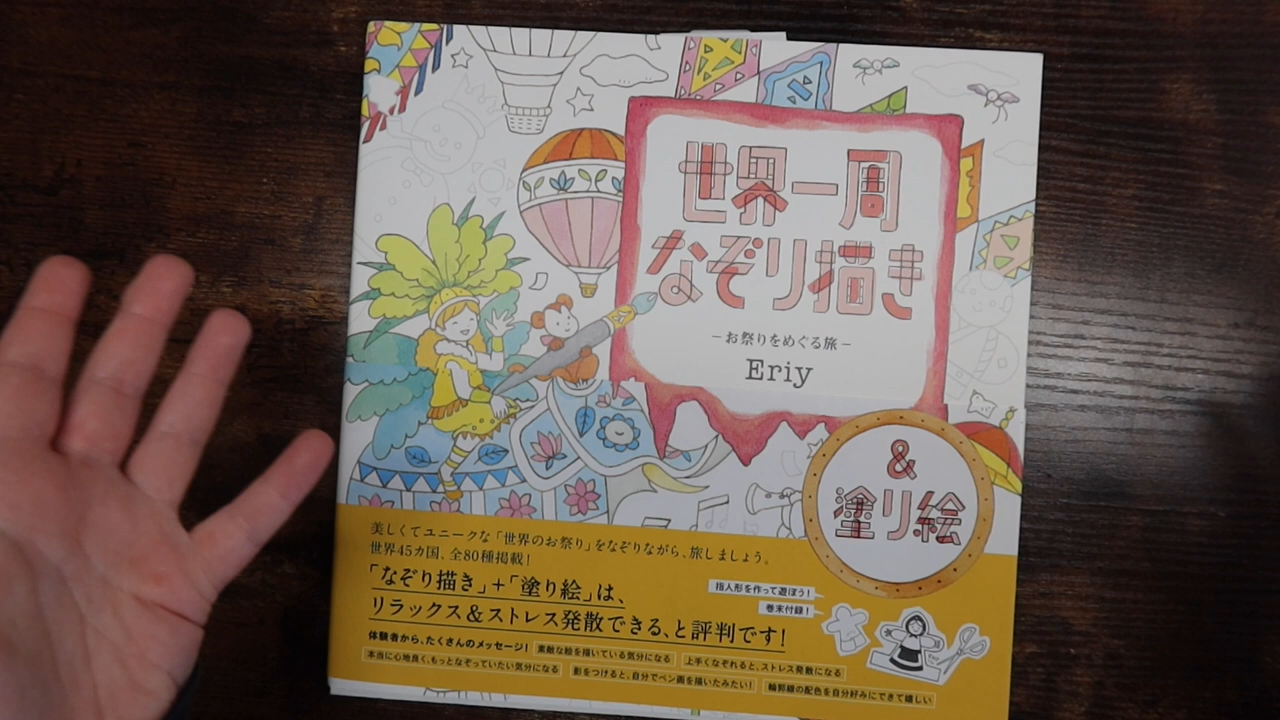 世界一周
なぞり描き
－お祭りをめぐる旅－
Eriy
&
塗り絵
美しくてユニークな「世界のお祭り」をなぞりながら、旅しましょう。
世界45カ国、全80種掲載！
「なぞり描き」＋「塗り絵」は、
リラックス＆ストレス発散できる、と評判です！
指人形を作って遊ぼう！
巻末付録！
体験者から、たくさんのメッセージ！
素敵な絵を描いている気分になる
上手くなぞれると、ストレス発散になる
本当に心地良く、もっとなぞっていたい気分になる
影をつけると、自分でペン画を描いたみたい！
輪郭線の配色を自分好みにできて嬉しい